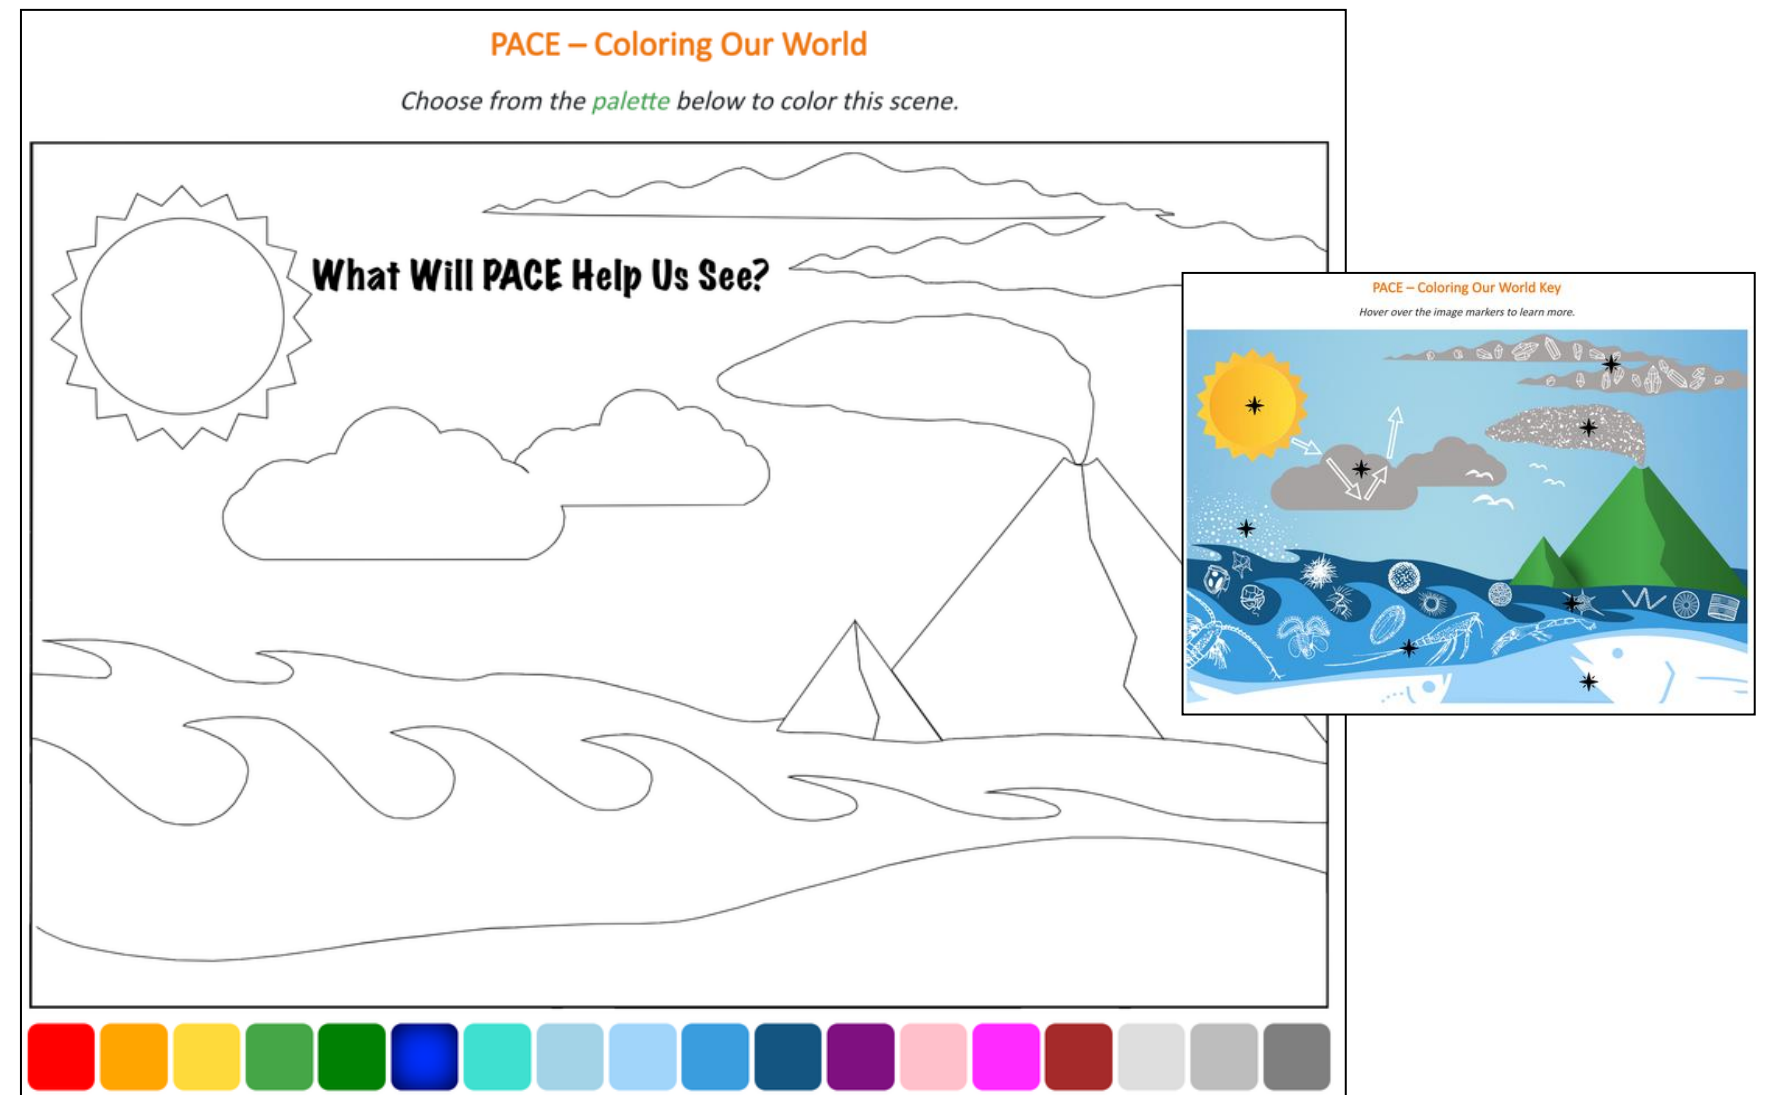 PACE – Coloring Our World
Choose from the palette below to color this scene.
What Will PACE Help Us See?
PACE – Coloring Our World Key
Hover over the image markers to learn more.